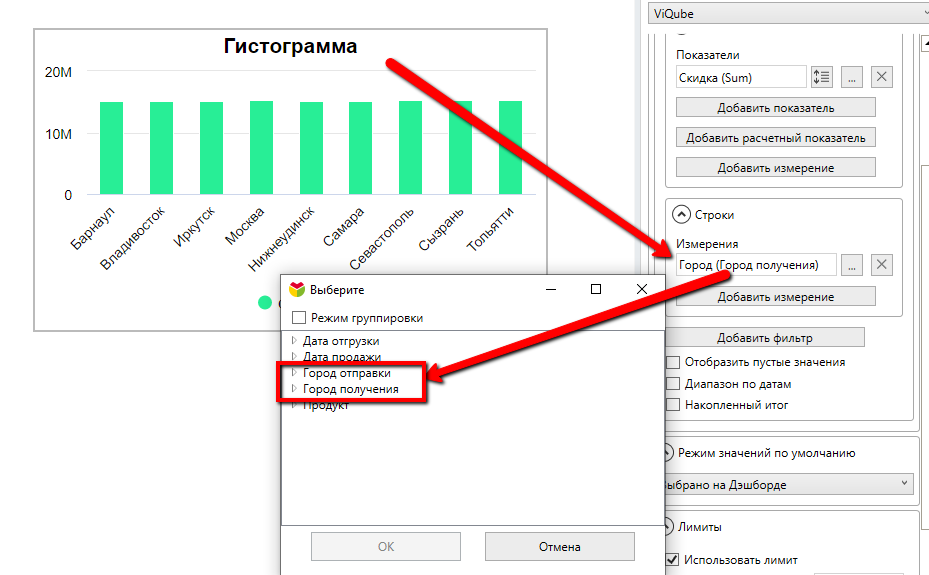 ViQube
Гистограмма
20M
10M
0
Барнаул
Владивосток
Иркутск
Москва
Нижнеудинск
Самара
Севастополь
Сызрань
Тольятти
Показатели
Скидка (Sum)
...
Добавить показатель
Добавить расчетный показатель
Добавить измерение
Строки
Измерения
Город (Город получения)
...
Добавить измерение
Добавить фильтр
Отобразить пустые значения
Диапазон по датам
Накопленный итог
Режим значений по умолчанию
Выбрано на Дэшборде
Лимиты
Использовать лимит
Выберите
Режим группировки
Дата отгрузки
Дата продажи
Город отправки
Город получения
Продукт
OK
Отмена